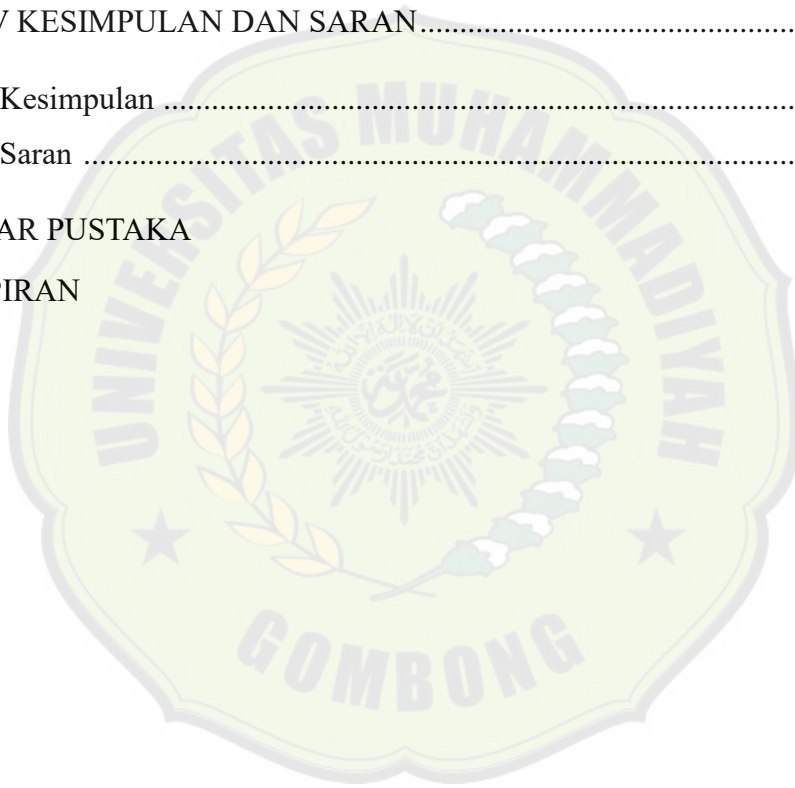 V KESIMPULAN DAN SARAN...............................................
Kesimpulan ...............................................................................
Saran .........................................................................................
AR PUSTAKA
PIRAN
UNIVERSITAS MUHAMMADIYAH
GOMBONG